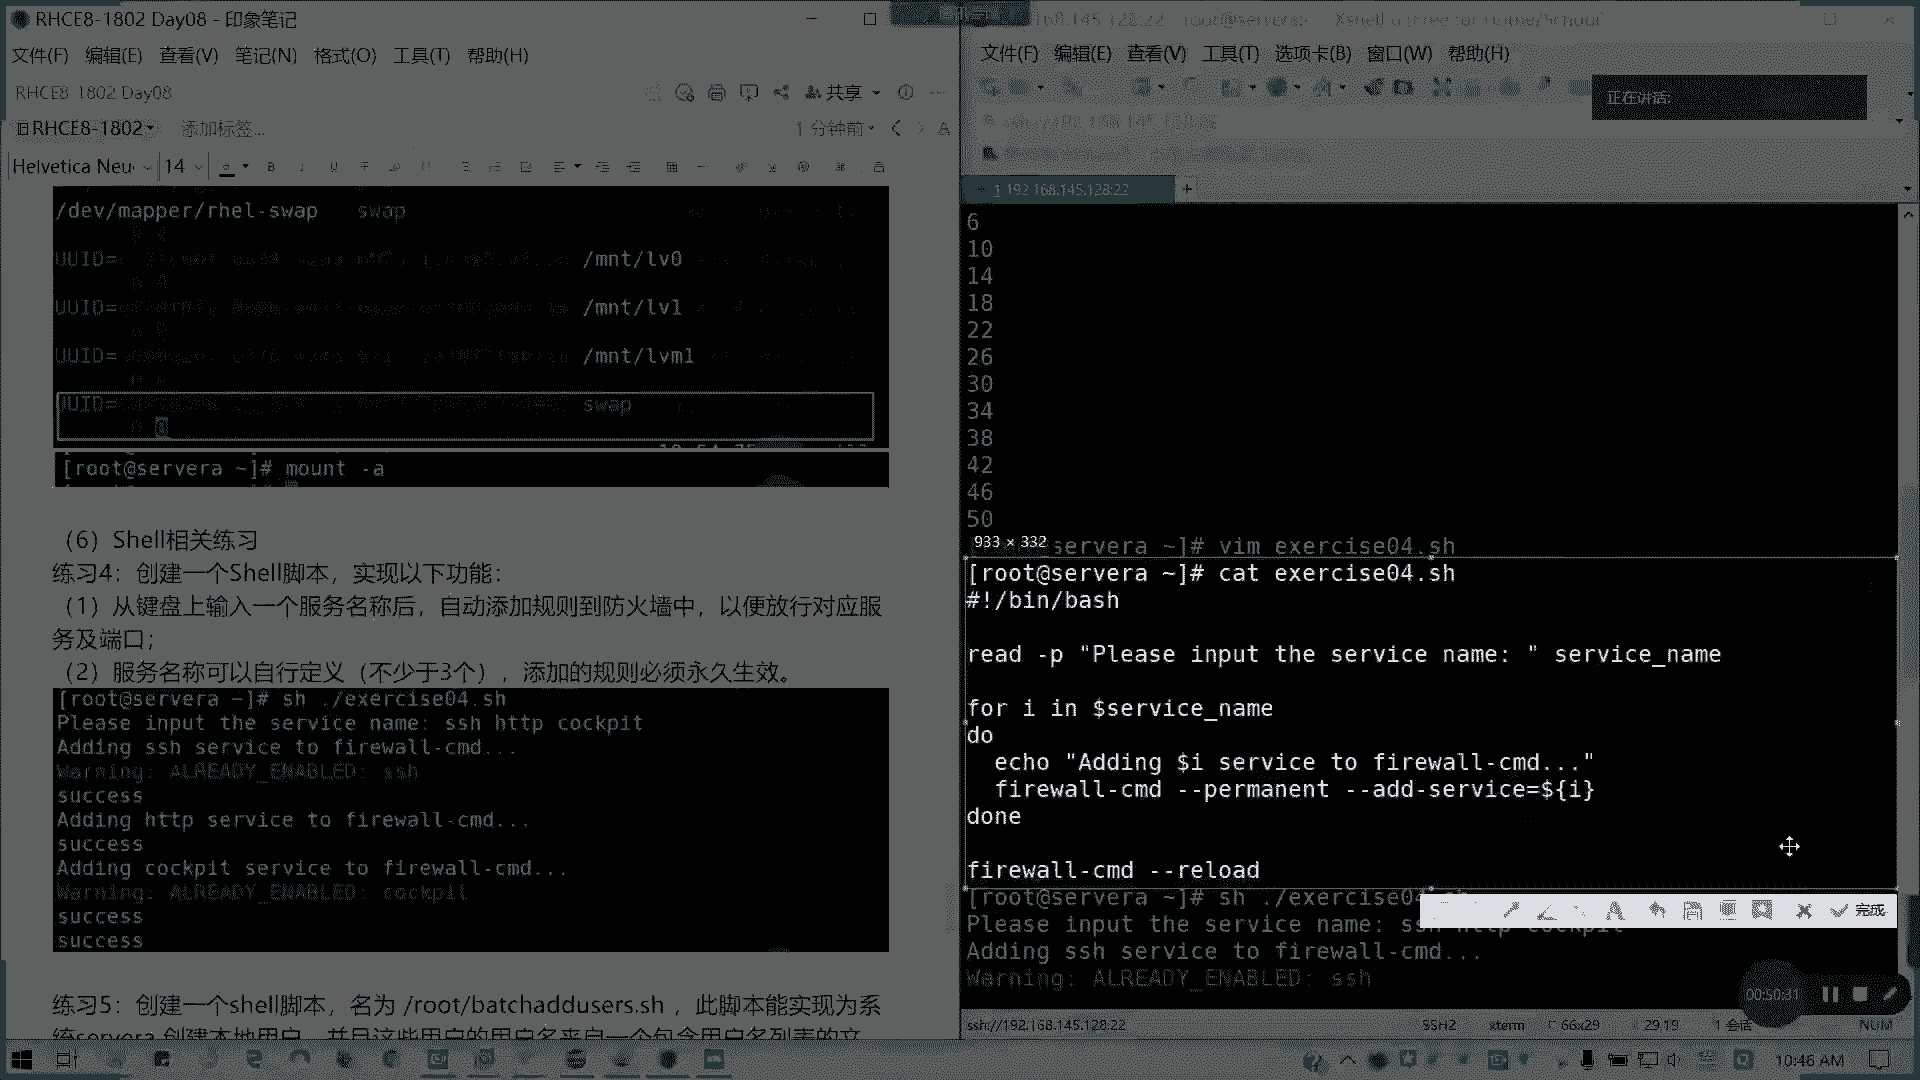 RHCE8-1802 Day08 - 印象笔记
文件(F) 编辑(E) 查看(V) 笔记(N) 格式(O) 工具(T) 帮助(H)
RHCE8-1802 Day08
共享
RHCE8-1802
添加标签...
1 分钟前
Helvetica Neu
14
/dev/mapper/rhel-swap swap
UUID= /mnt/lv0
UUID= /mnt/lv1
UUID= /mnt/lvm1
UUID= swap
[root@servera ~]# mount -a
（6）Shell相关练习
练习4：创建一个Shell脚本，实现以下功能：
（1）从键盘上输入一个服务名称后，自动添加规则到防火墙中，以便放行对应服
务及端口；
（2）服务名称可以自行定义（不少于3个），添加的规则必须永久生效。
[root@servera ~]# sh ./exercise04.sh
Please input the service name: ssh http cockpit
Adding ssh service to firewall-cmd...
Warning: ALREADY_ENABLED: ssh
success
Adding http service to firewall-cmd...
success
Adding cockpit service to firewall-cmd...
Warning: ALREADY_ENABLED: cockpit
success
success
练习5：创建一个shell脚本，名为 /root/batchaddusers.sh ，此脚本能实现为系
统servera 创建本地用户，并且这些用户的用户名来自一个包含用户名列表的文
文件(F) 编辑(E) 查看(V) 工具(T) 选项卡(B) 窗口(W) 帮助(H)
正在讲话:
1 192.168.145.128:22
6
10
14
18
22
26
30
34
38
42
46
50
933 × 332
servera ~]# vim exercise04.sh
[root@servera ~]# cat exercise04.sh
#!/bin/bash
read -p "Please input the service name: " service_name
for i in $service_name
do
echo "Adding $i service to firewall-cmd..."
firewall-cmd --permanent --add-service=${i}
done
firewall-cmd --reload
[root@servera ~]# sh ./exercise04.sh
完成
Please input the service name: ssh http cockpit
Adding ssh service to firewall-cmd...
Warning: ALREADY_ENABLED: ssh
00:50:31
ssh://192.168.145.128:22
SSH2
xterm
66x29
29,19
1 会话
NUM
10:46 AM